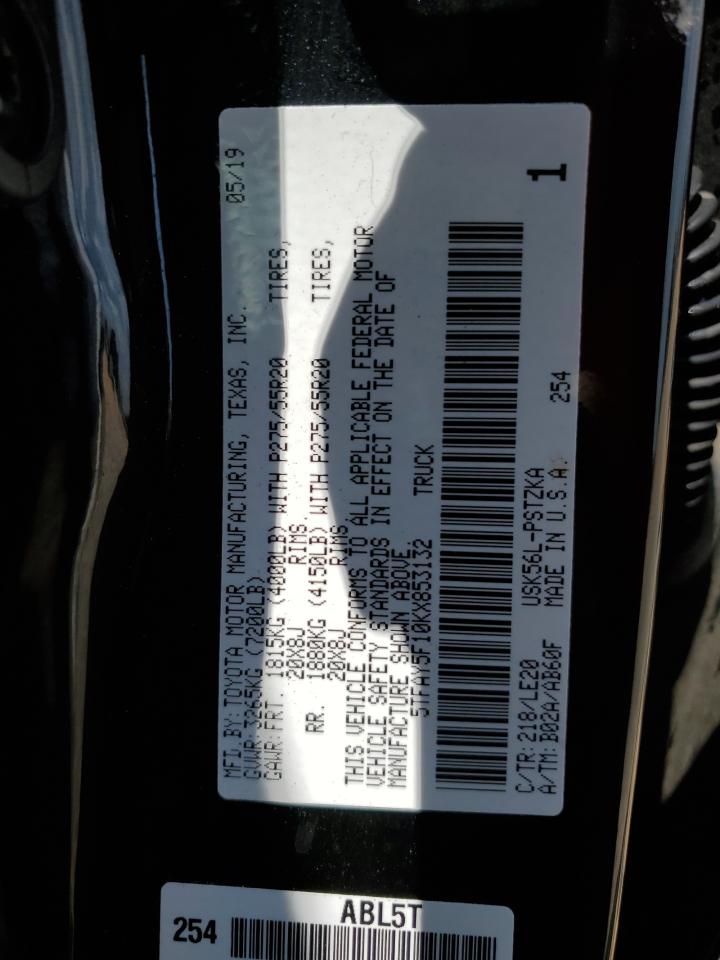 MFD. BY: TOYOTA MOTOR MANUFACTURING, TEXAS, INC. 05/19
GVWR: 3265KG (7200LB)
GAWR: FRT. 1815KG (4000LB) WITH P275/55R20 TIRES,
20X8J RIMS
RR. 1880KG (4150LB) WITH P275/55R20 TIRES,
20X8J RIMS
THIS VEHICLE CONFORMS TO ALL APPLICABLE FEDERAL MOTOR
VEHICLE SAFETY STANDARDS IN EFFECT ON THE DATE OF
MANUFACTURE SHOWN ABOVE.
5TFAY5F10KX853132 TRUCK
C/TR: 218/LE20 USK56L-PSTZKA 254
A/TM: B02A/AB60F MADE IN U.S.A.
1
ABL5T
254